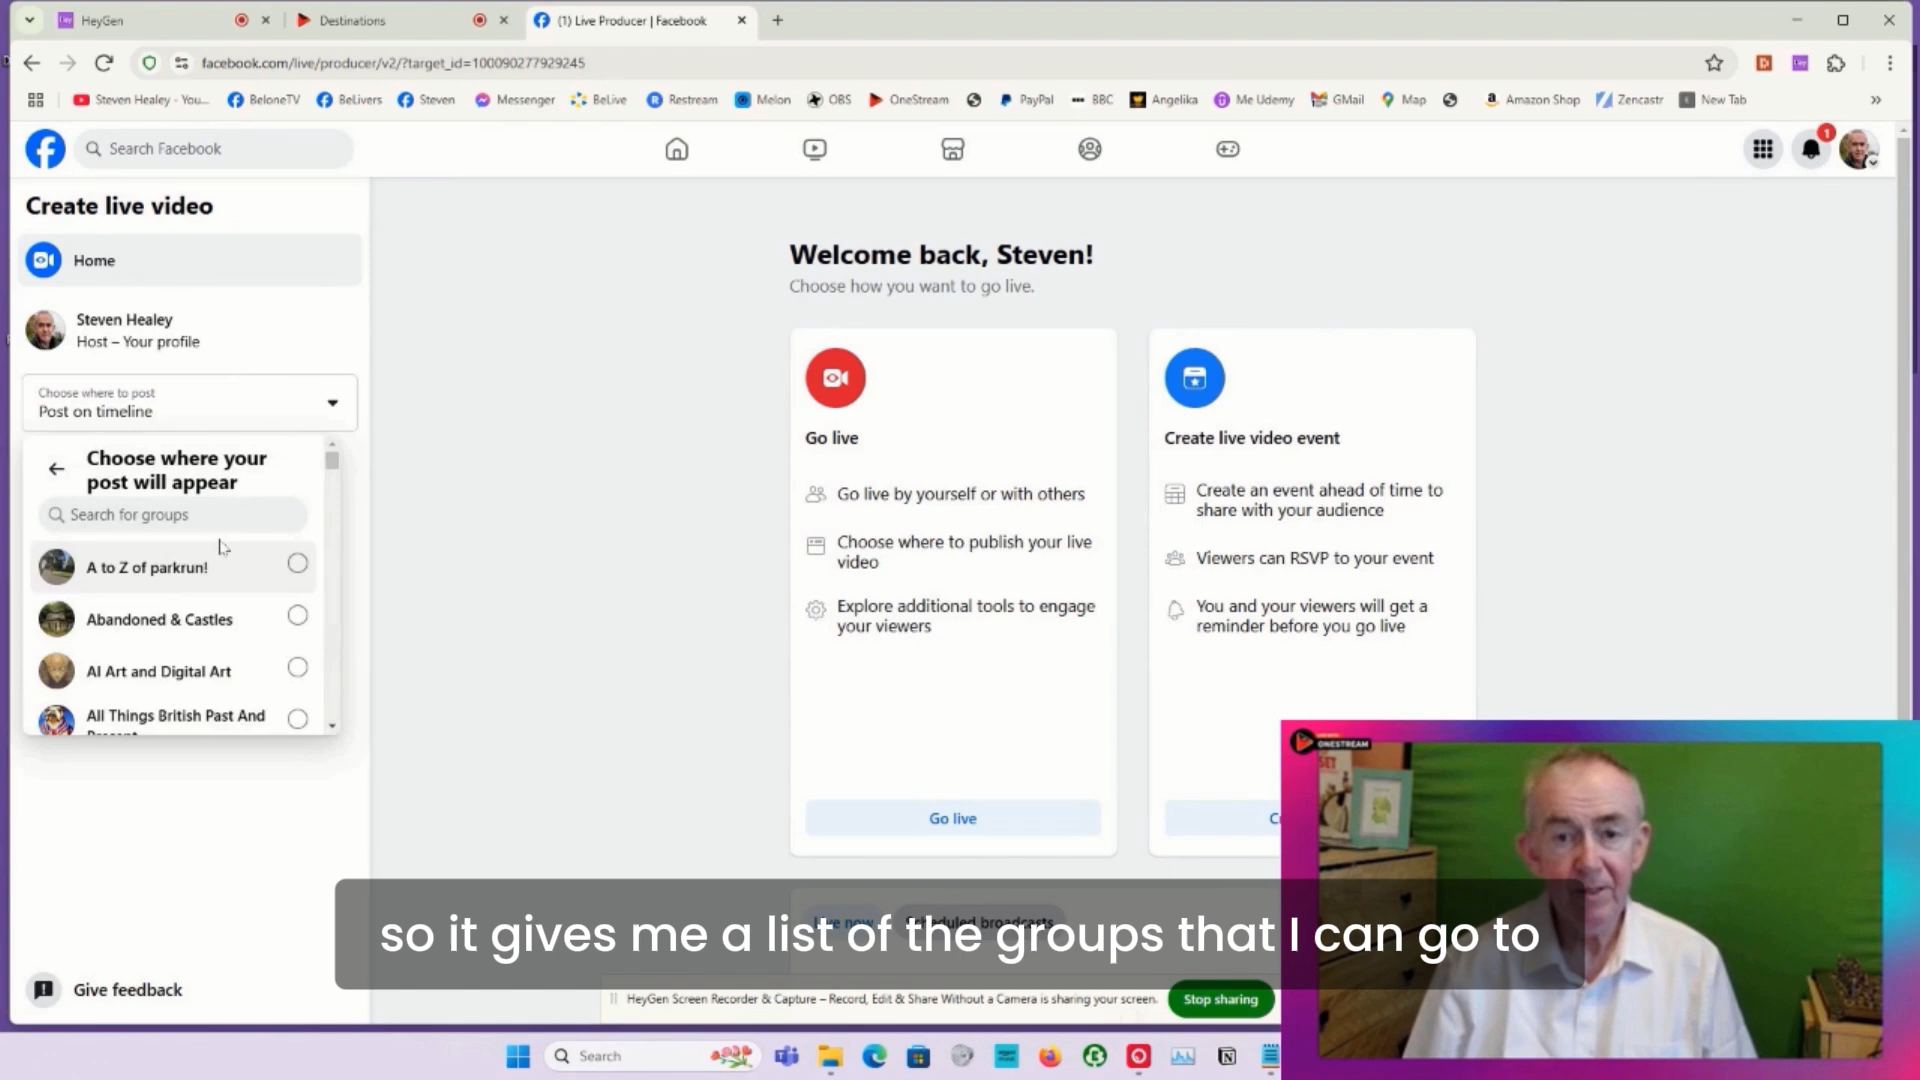 HeyGen
Destinations
(1) Live Producer | Facebook
facebook.com/live/producer/v2/?target_id=100090277929245
Steven Healey - You...
BeloneTV
BeLivers
Steven
Messenger
BeLive
Restream
Melon
OBS
OneStream
PayPal
BBC
Angelika
Me Udemy
GMail
Map
Amazon Shop
Zencastr
New Tab
Search Facebook
1
Create live video
Home
Steven Healey
Host – Your profile
Choose where to post
Post on timeline
Choose where your
post will appear
Search for groups
A to Z of parkrun!
Abandoned & Castles
AI Art and Digital Art
All Things British Past And
Present
Give feedback
Welcome back, Steven!
Choose how you want to go live.
Go live
Go live by yourself or with others
Choose where to publish your live
video
Explore additional tools to engage
your viewers
Go live
Create live video event
Create an event ahead of time to
share with your audience
Viewers can RSVP to your event
You and your viewers will get a
reminder before you go live
Live now
Scheduled broadcasts
ONESTREAM
so it gives me a list of the groups that I can go to
HeyGen Screen Recorder & Capture – Record, Edit & Share Without a Camera is sharing your screen.
Stop sharing
Search